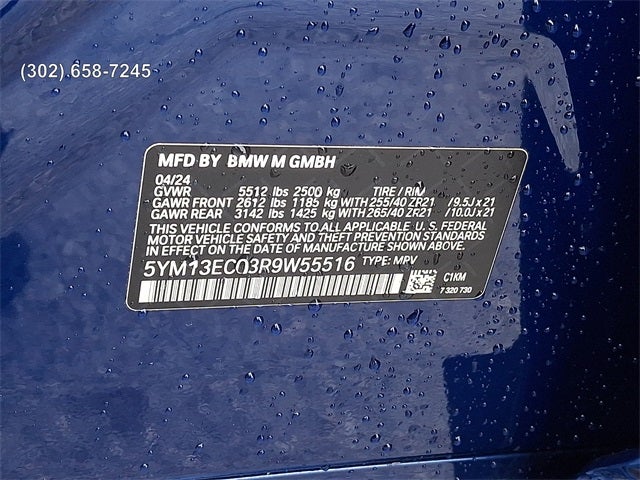 (302) 658-7245
MFD BY BMW M GMBH
04/24
GVWR 5512 lbs 2500 kg TIRE / RIM
GAWR FRONT 2612 lbs 1185 kg WITH 255/40 ZR21 / 9.5J x 21
GAWR REAR 3142 lbs 1425 kg WITH 265/40 ZR21 / 10.0J x 21
THIS VEHICLE CONFORMS TO ALL APPLICABLE U. S. FEDERAL
MOTOR VEHICLE SAFETY, BUMPER, AND
THEFT PREVENTION STANDARDS IN EFFECT ON THE
DATE OF MANUFACTURE SHOWN ABOVE.
5YM13EC03R9W55516 TYPE: MPV
C1KM
7 320 730